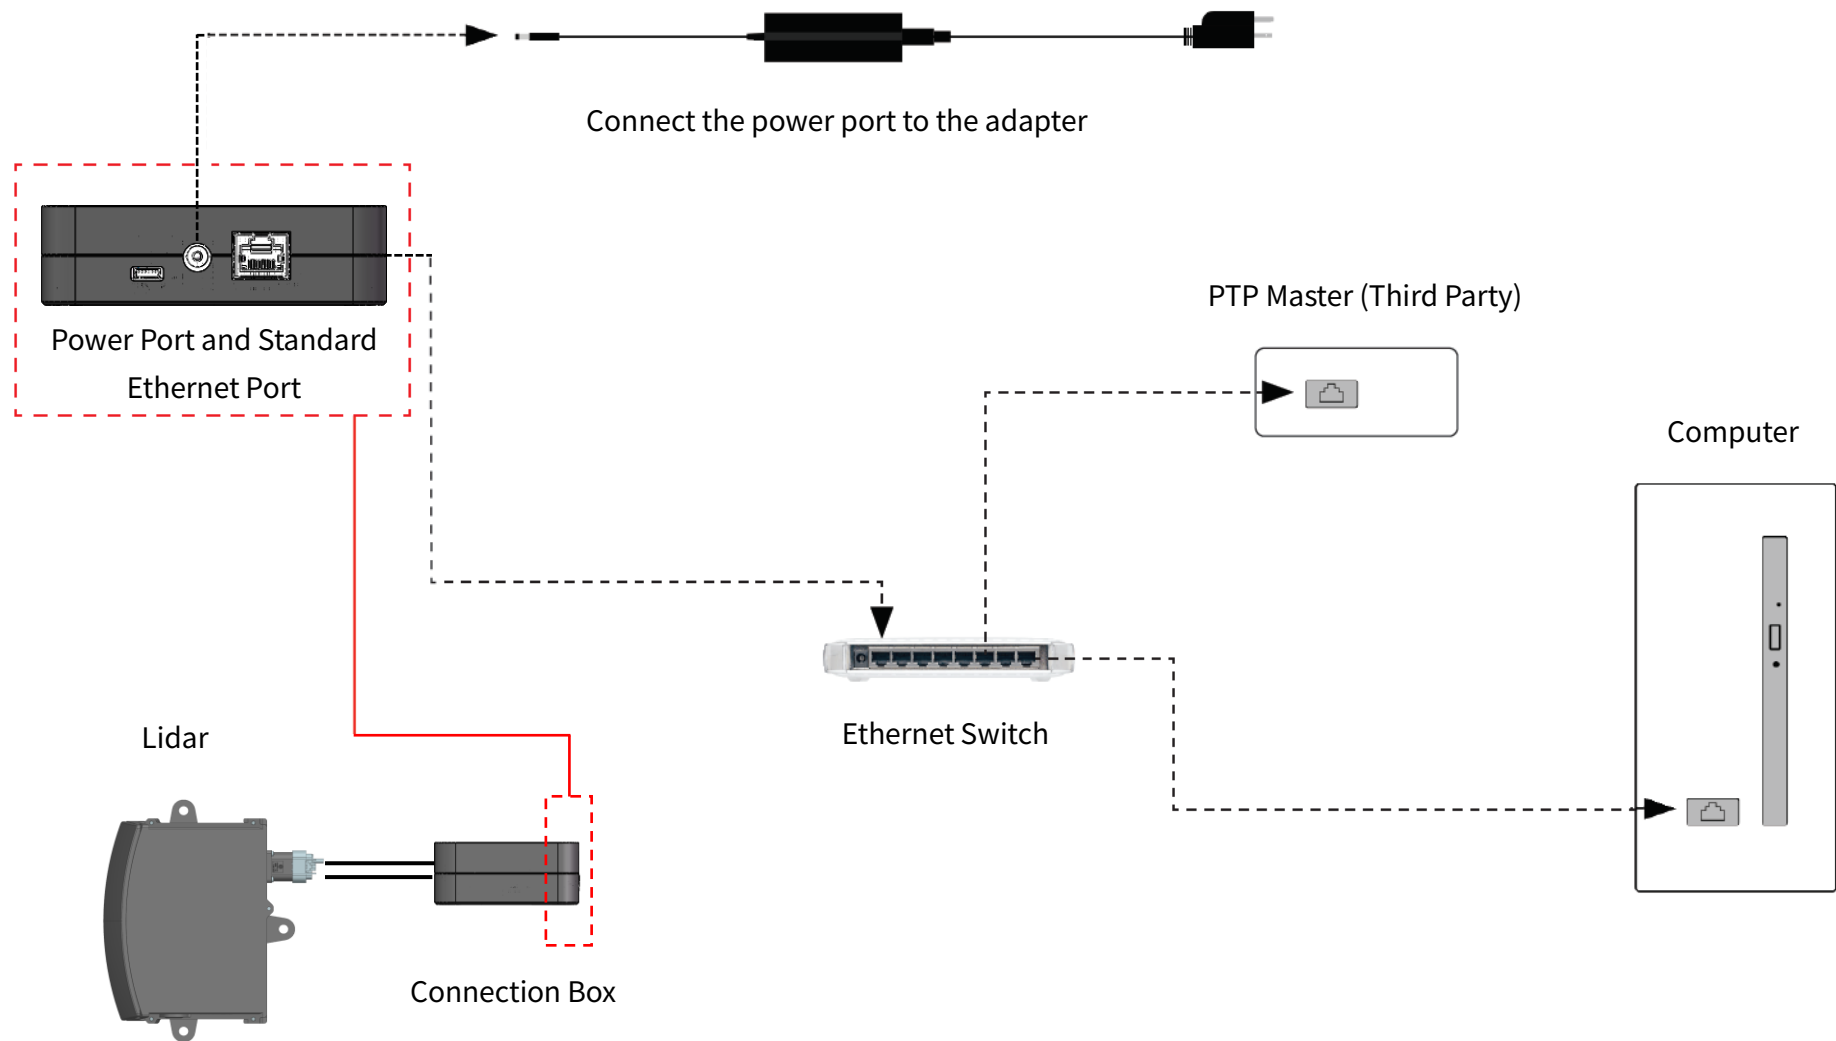 Connect the power port to the adapter
Power Port and Standard
Ethernet Port
PTP Master (Third Party)
Computer
Ethernet Switch
Lidar
Connection Box